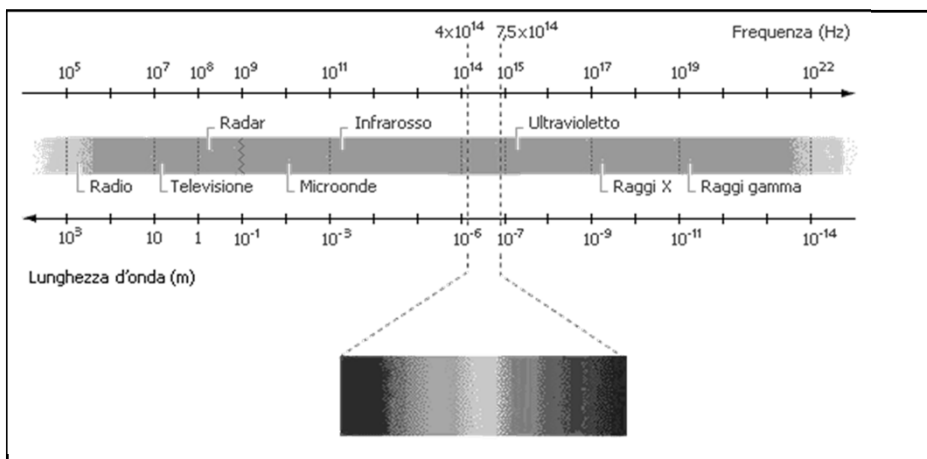 4×10¹⁴ 7,5×10¹⁴ Frequenza (Hz)
10⁵ 10⁷ 10⁸ 10⁹ 10¹¹ 10¹⁴ 10¹⁵ 10¹⁷ 10¹⁹ 10²²
Radar Infrarosso Ultravioletto
Radio Televisione Microonde Raggi X Raggi gamma
10³ 10 1 10⁻¹ 10⁻³ 10⁻⁶ 10⁻⁷ 10⁻⁹ 10⁻¹¹ 10⁻¹⁴
Lunghezza d'onda (m)